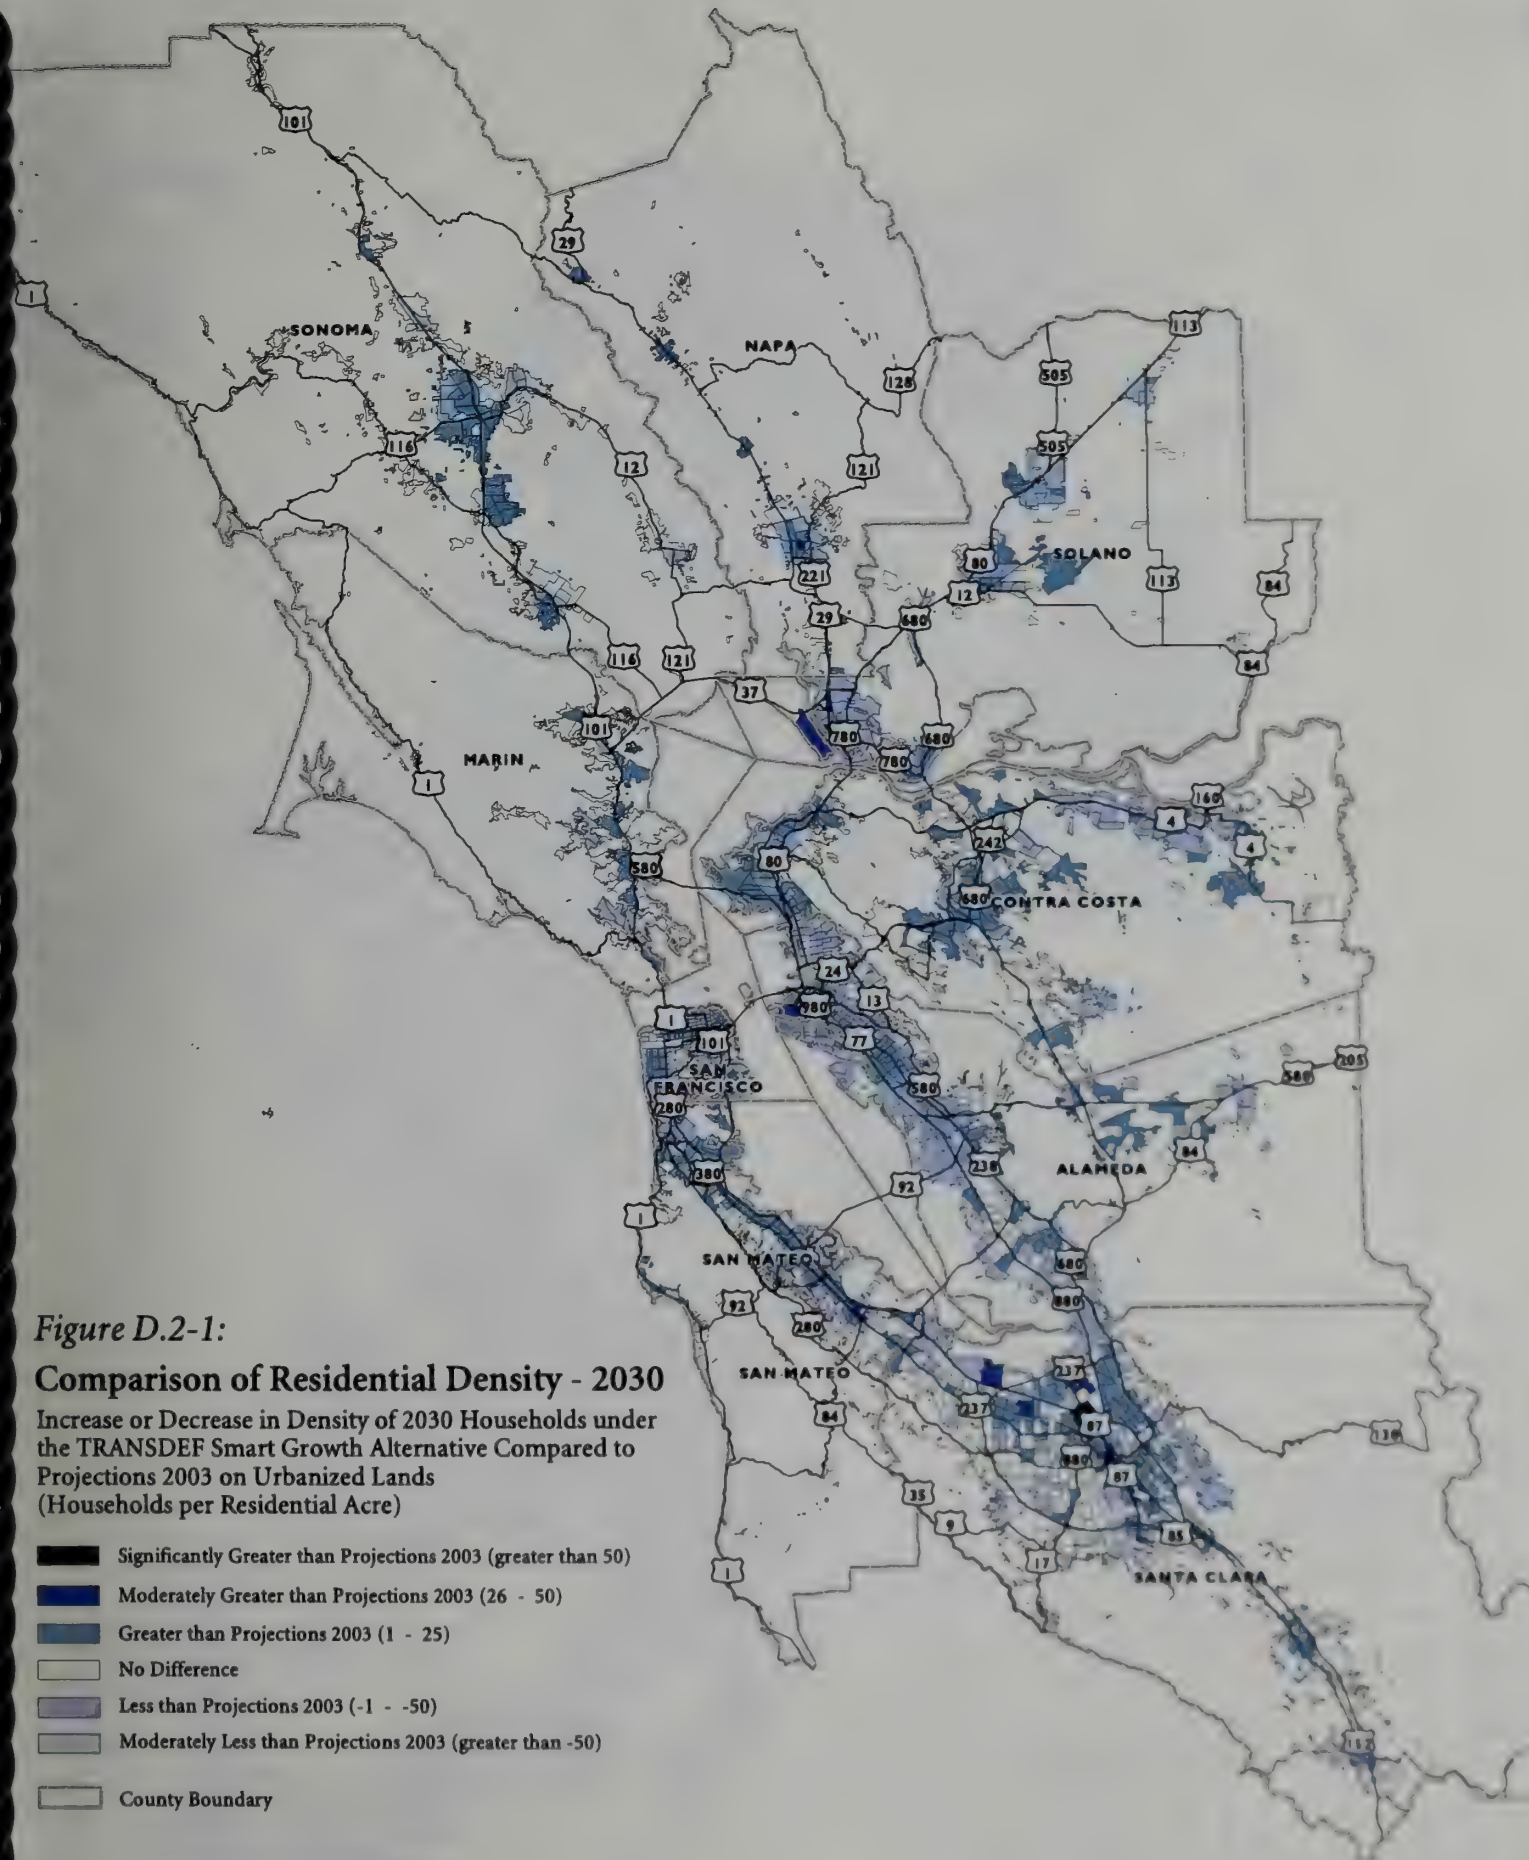 101
29
1
SONOMA
NAPA
113
128
505
505
116
12
121
80
SOLANO
221
12
113
84
29
680
116
121
84
37
101
780
680
780
MARIN
1
160
4
242
4
80
580
680
CONTRA COSTA
24
980
13
1
101
77
205
580
SAN
FRANCISCO
580
280
238
84
ALAMEDA
380
92
1
SAN MATEO
680
880
92
280
237
SAN MATEO
84
237
87
130
880
87
35
9
85
17
1
SANTA CLARA
152
Figure D.2-1:
Comparison of Residential Density - 2030
Increase or Decrease in Density of 2030 Households under
the TRANSDEF Smart Growth Alternative Compared to
Projections 2003 on Urbanized Lands
(Households per Residential Acre)
Significantly Greater than Projections 2003 (greater than 50)
Moderately Greater than Projections 2003 (26 - 50)
Greater than Projections 2003 (1 - 25)
No Difference
Less than Projections 2003 (-1 - -50)
Moderately Less than Projections 2003 (greater than -50)
County Boundary